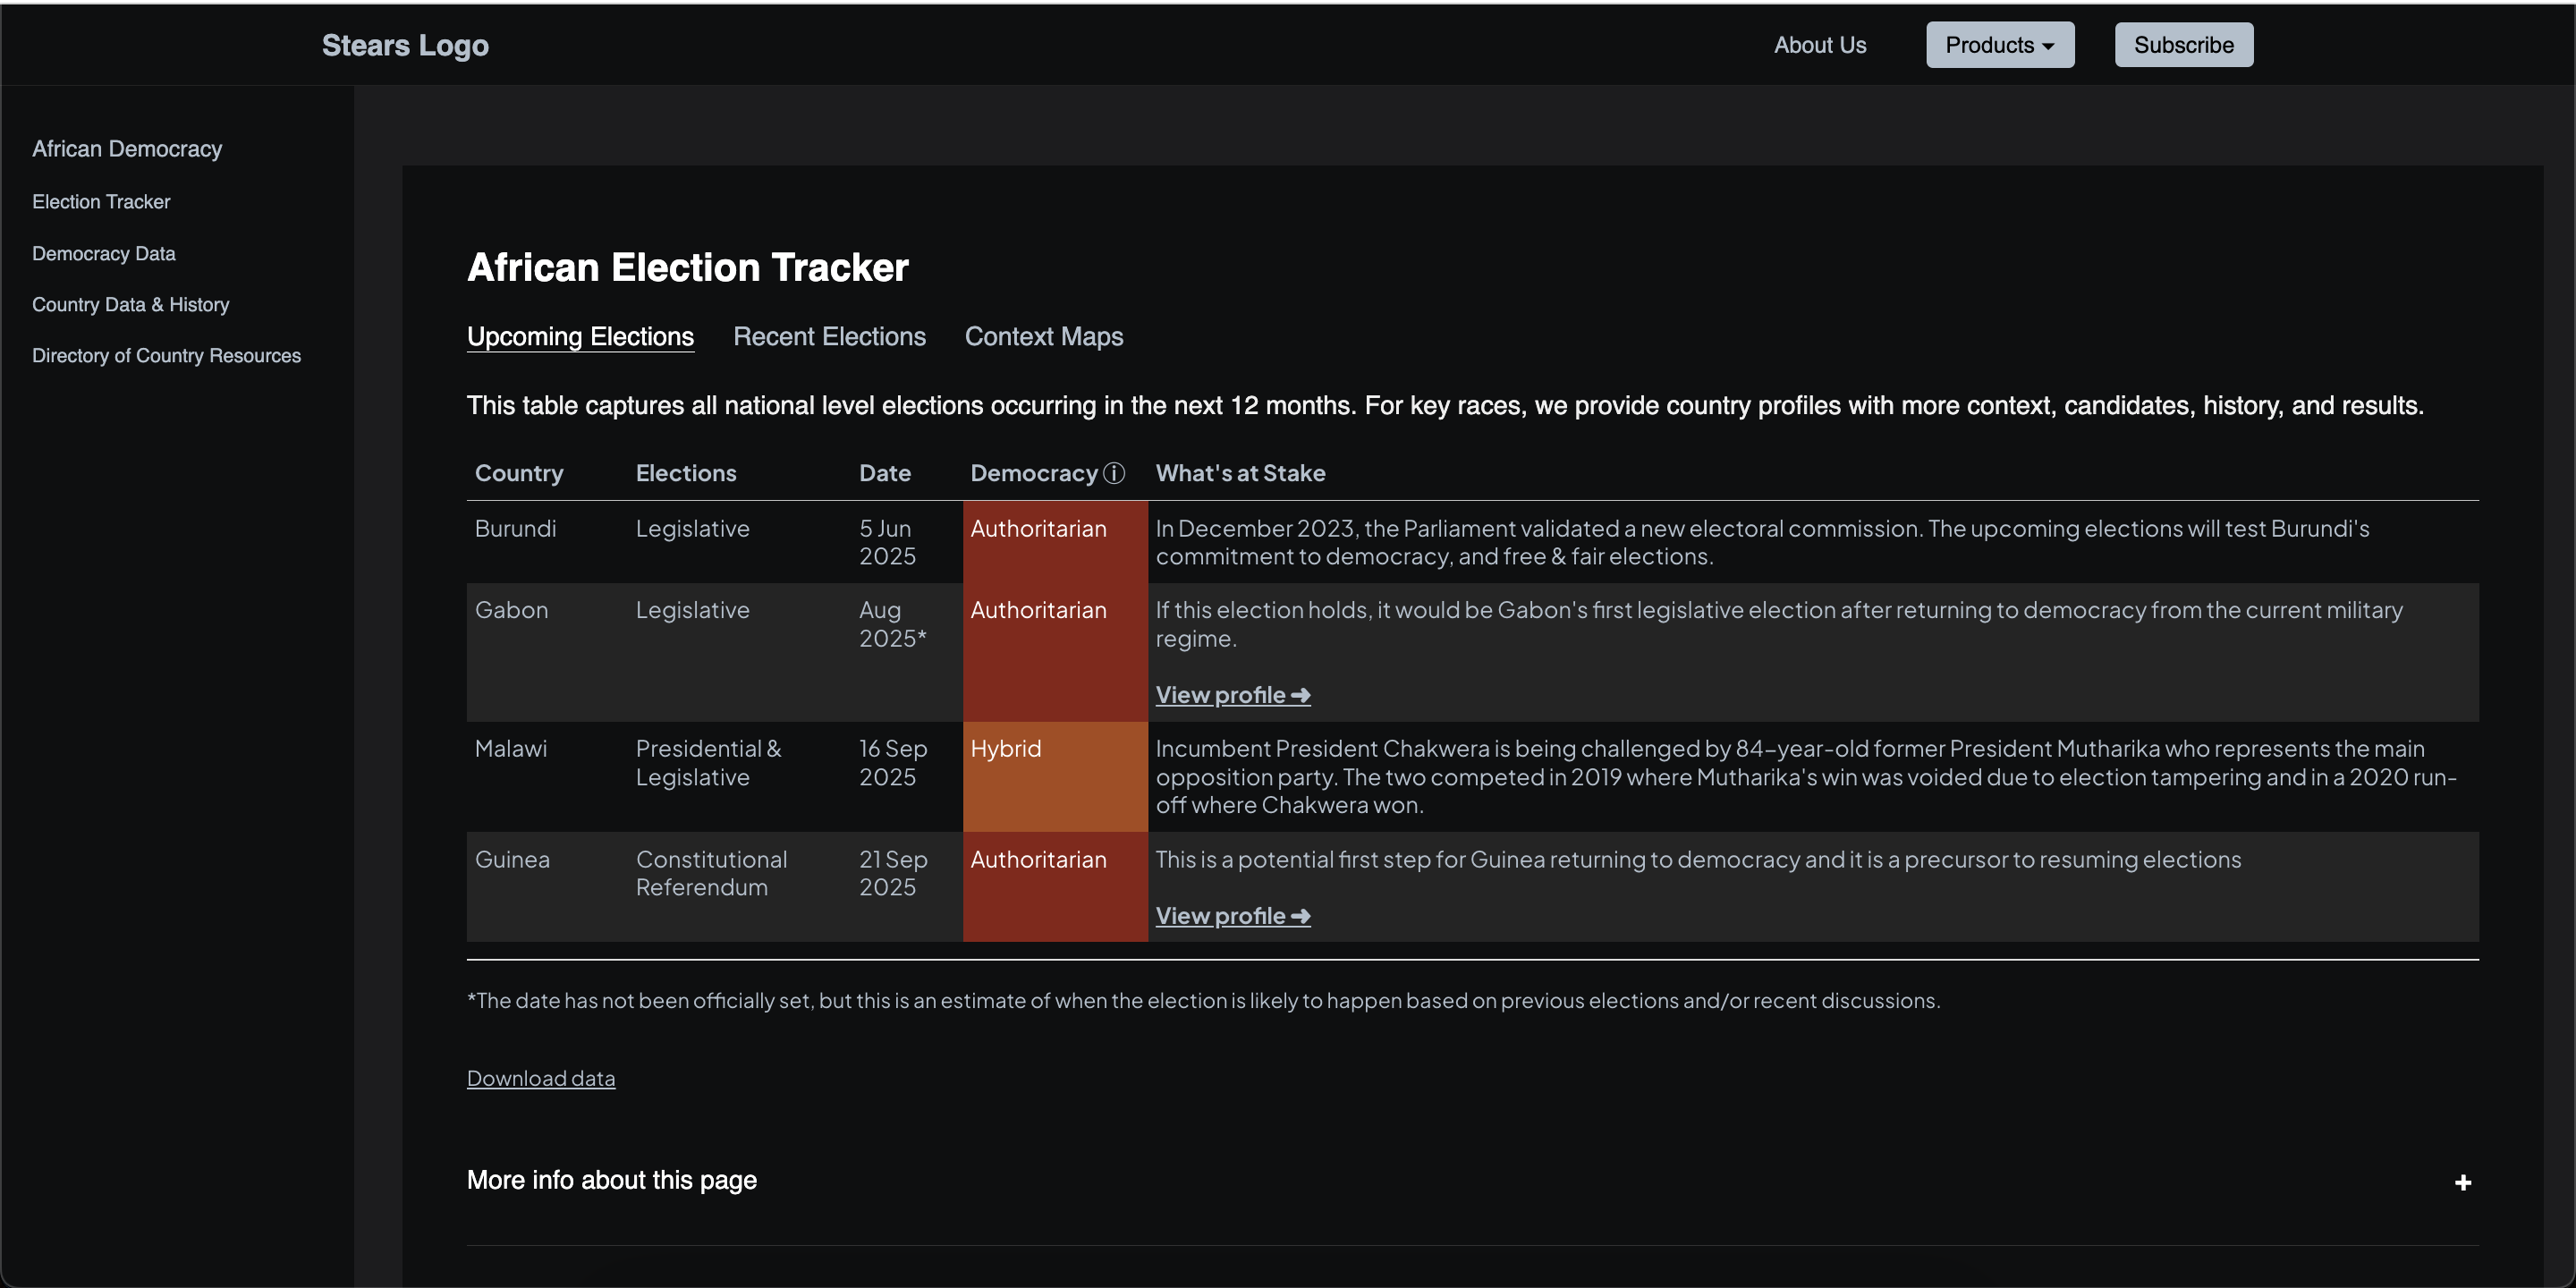 Stears Logo
About Us
Products
Subscribe
African Democracy
Election Tracker
Democracy Data
Country Data & History
Directory of Country Resources
African Election Tracker
Upcoming Elections Recent Elections Context Maps
This table captures all national level elections occurring in the next 12 months. For key races, we provide country profiles with more context, candidates, history, and results.
Country Elections Date Democracy ⓘ What's at Stake
Burundi Legislative 5 Jun Authoritarian In December 2023, the Parliament validated a new electoral commission. The upcoming elections will test Burundi's
2025 commitment to democracy, and free & fair elections.
Gabon Legislative Aug Authoritarian If this election holds, it would be Gabon's first legislative election after returning to democracy from the current military
2025* regime.
View profile ➜
Malawi Presidential & 16 Sep Hybrid Incumbent President Chakwera is being challenged by 84–year-old former President Mutharika who represents the main
Legislative 2025 opposition party. The two competed in 2019 where Mutharika's win was voided due to election tampering and in a 2020 run-
off where Chakwera won.
Guinea Constitutional 21 Sep Authoritarian This is a potential first step for Guinea returning to democracy and it is a precursor to resuming elections
Referendum 2025
View profile ➜
*The date has not been officially set, but this is an estimate of when the election is likely to happen based on previous elections and/or recent discussions.
Download data
More info about this page +